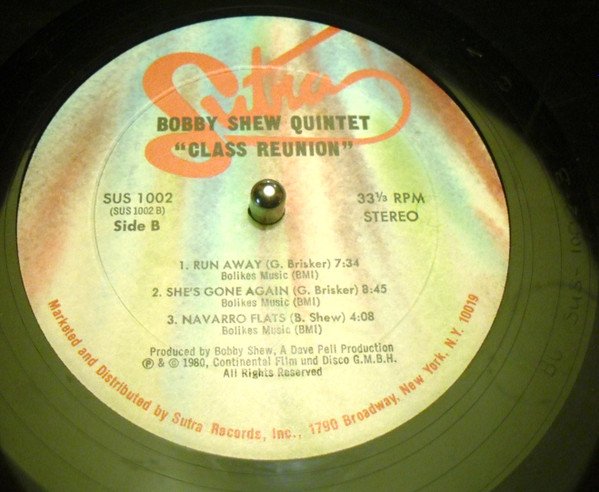 Sutra
BOBBY SHEW QUINTET
"CLASS REUNION"
SUS 1002
(SUS 1002 B)
Side B
33⅓ RPM
STEREO
1. RUN AWAY (G. Brisker) 7:34
Bolikes Music (BMI)
2. SHE'S GONE AGAIN (G. Brisker) 8:45
Bolikes Music (BMI)
3. NAVARRO FLATS (B. Shew) 4:08
Bolikes Music (BMI)
Produced by Bobby Shew, A Dave Pell Production
℗ & © 1980, Continental Film und Disco G.M.B.H.
All Rights Reserved
Marketed and Distributed by Sutra Records, Inc., 1790 Broadway, New York, N.Y. 10019